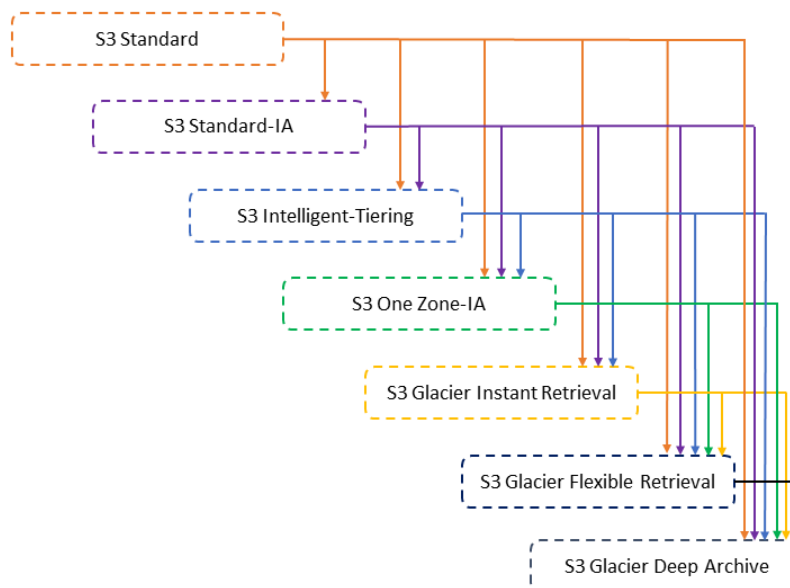 S3 Standard
S3 Standard-IA
S3 Intelligent-Tiering
S3 One Zone-IA
S3 Glacier Instant Retrieval
S3 Glacier Flexible Retrieval
S3 Glacier Deep Archive